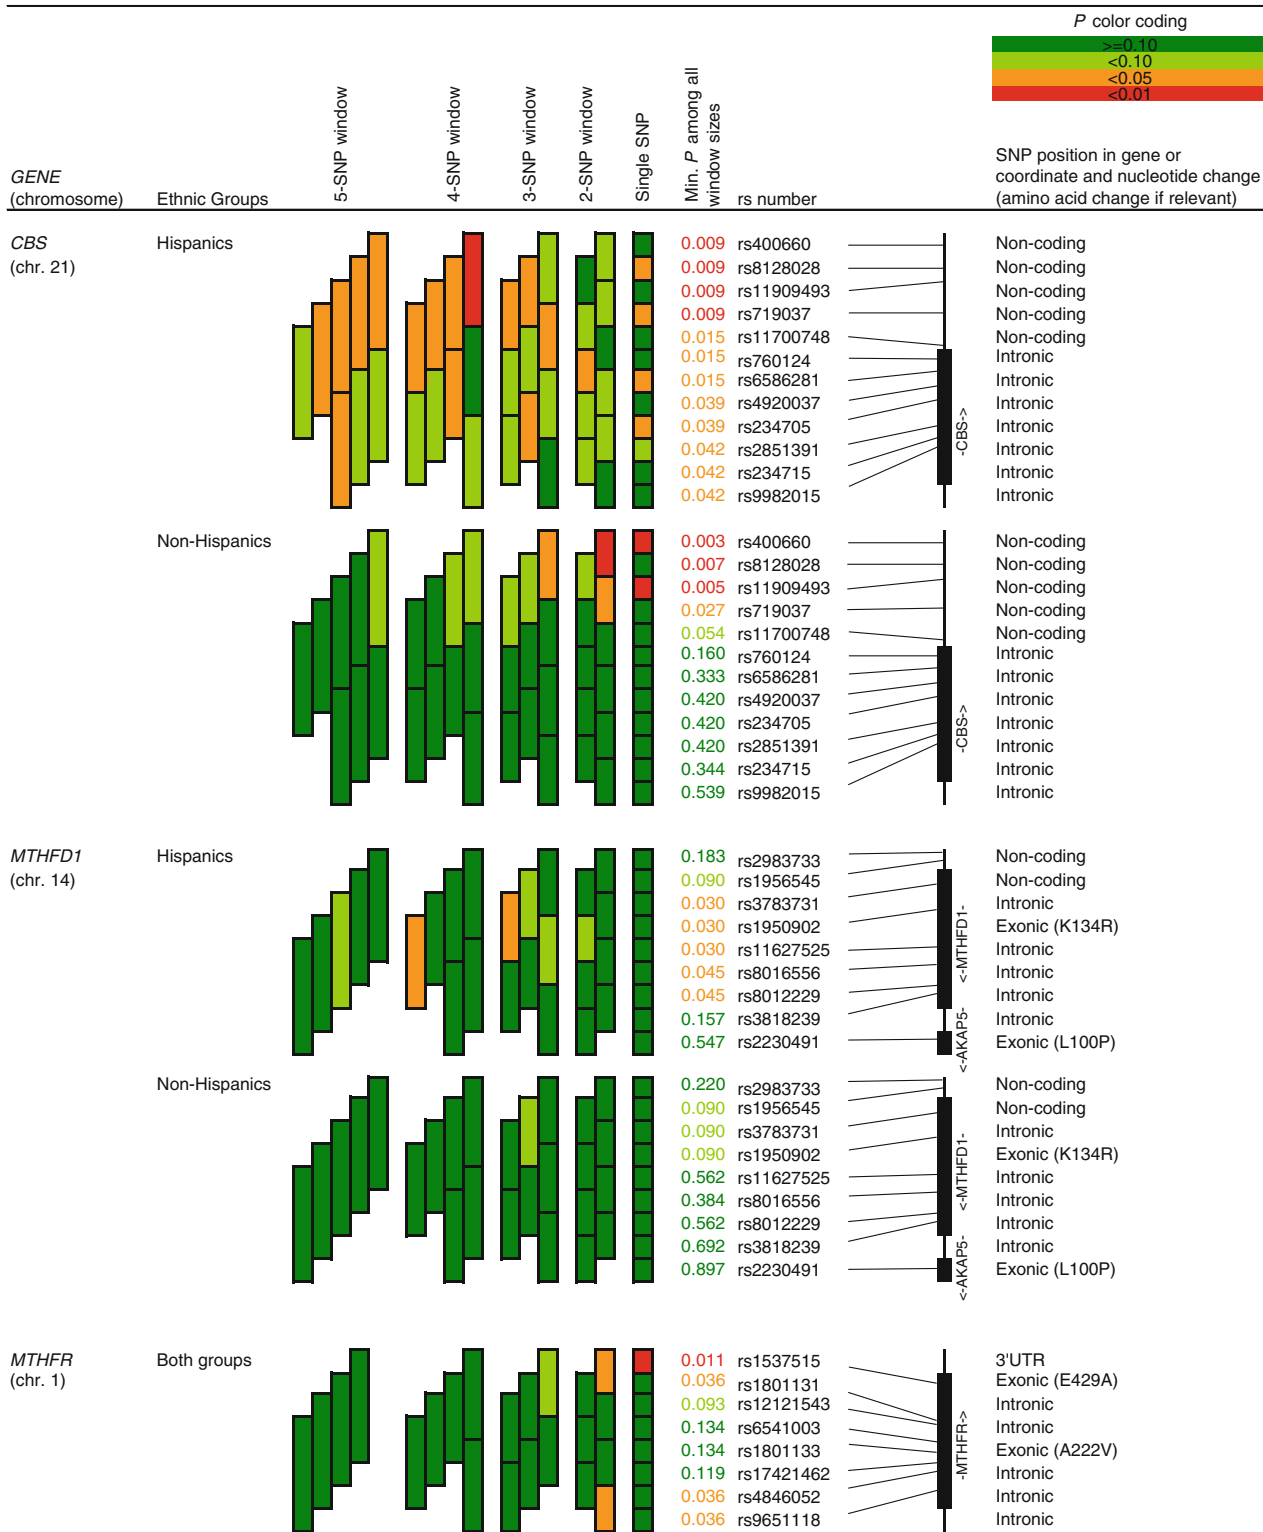 P color coding
>=0.10
<0.10
<0.05
<0.01
GENE
(chromosome)
Ethnic Groups
5-SNP window
4-SNP window
3-SNP window
2-SNP window
Single SNP
Min. P among all
window sizes
rs number
SNP position in gene or
coordinate and nucleotide change
(amino acid change if relevant)
CBS
(chr. 21)
Hispanics
0.009 rs400660 Non-coding
0.009 rs8128028 Non-coding
0.009 rs11909493 Non-coding
0.009 rs719037 Non-coding
0.015 rs11700748 Non-coding
0.015 rs760124 Intronic
0.015 rs6586281 Intronic
0.039 rs4920037 Intronic
0.039 rs234705 Intronic
0.042 rs2851391 Intronic
0.042 rs234715 Intronic
0.042 rs9982015 Intronic
-CBS->
Non-Hispanics
0.003 rs400660 Non-coding
0.007 rs8128028 Non-coding
0.005 rs11909493 Non-coding
0.027 rs719037 Non-coding
0.054 rs11700748 Non-coding
0.160 rs760124 Intronic
0.333 rs6586281 Intronic
0.420 rs4920037 Intronic
0.420 rs234705 Intronic
0.420 rs2851391 Intronic
0.344 rs234715 Intronic
0.539 rs9982015 Intronic
-CBS->
MTHFD1
(chr. 14)
Hispanics
0.183 rs2983733 Non-coding
0.090 rs1956545 Non-coding
0.030 rs3783731 Intronic
0.030 rs1950902 Exonic (K134R)
0.030 rs11627525 Intronic
0.045 rs8016556 Intronic
0.045 rs8012229 Intronic
0.157 rs3818239 Intronic
0.547 rs2230491 Exonic (L100P)
<-MTHFD1-
<-AKAP5-
Non-Hispanics
0.220 rs2983733 Non-coding
0.090 rs1956545 Non-coding
0.090 rs3783731 Intronic
0.090 rs1950902 Exonic (K134R)
0.562 rs11627525 Intronic
0.384 rs8016556 Intronic
0.562 rs8012229 Intronic
0.692 rs3818239 Intronic
0.897 rs2230491 Exonic (L100P)
<-MTHFD1-
<-AKAP5-
MTHFR
(chr. 1)
Both groups
0.011 rs1537515 3'UTR
0.036 rs1801131 Exonic (E429A)
0.093 rs12121543 Intronic
0.134 rs6541003 Intronic
0.134 rs1801133 Exonic (A222V)
0.119 rs17421462 Intronic
0.036 rs4846052 Intronic
0.036 rs9651118 Intronic
-MTHFR->